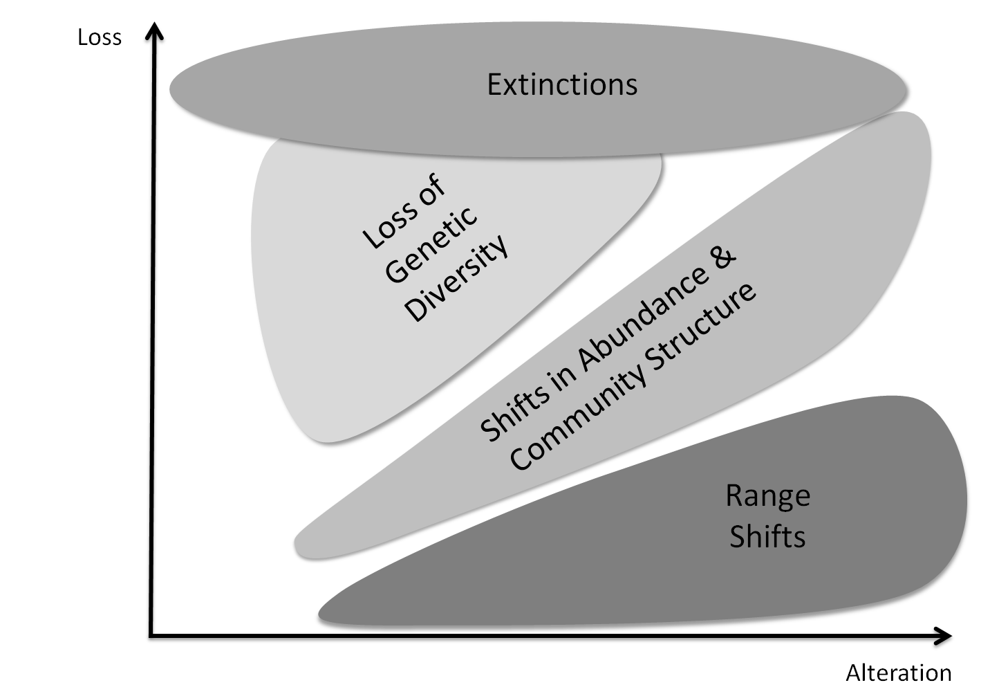 Loss
Extinctions
Loss of
Genetic
Diversity
Shifts in Abundance &
Community Structure
Range
Shifts
Alteration